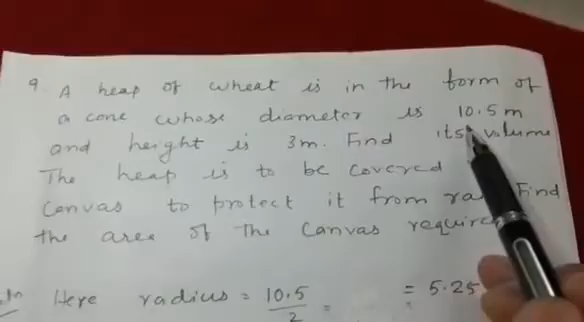 9. A heap of wheat is in the form of
a cone whose diameter is 10.5 m
and height is 3m. Find its volume
The heap is to be covered
Canvas to protect it from Find
the area of the canvas
Here radius = 10.5/2 = = 5.25